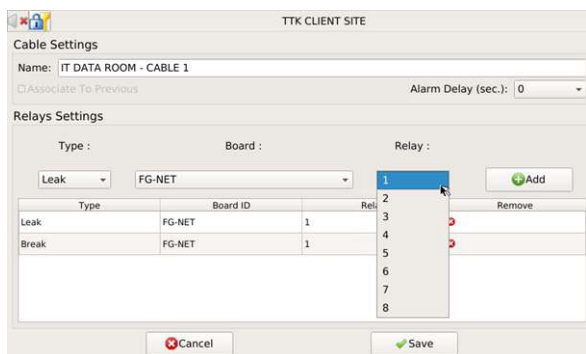 TTK CLIENT SITE
Cable Settings
Name: IT DATA ROOM - CABLE 1
Associate To Previous
Alarm Delay (sec.): 0
Relays Settings
Type : Board : Relay :
Leak FG-NET 1 Add
2
3
4
5
6
7
8
Type Board ID Rela Remove
Leak FG-NET 1
Break FG-NET 1
Cancel Save